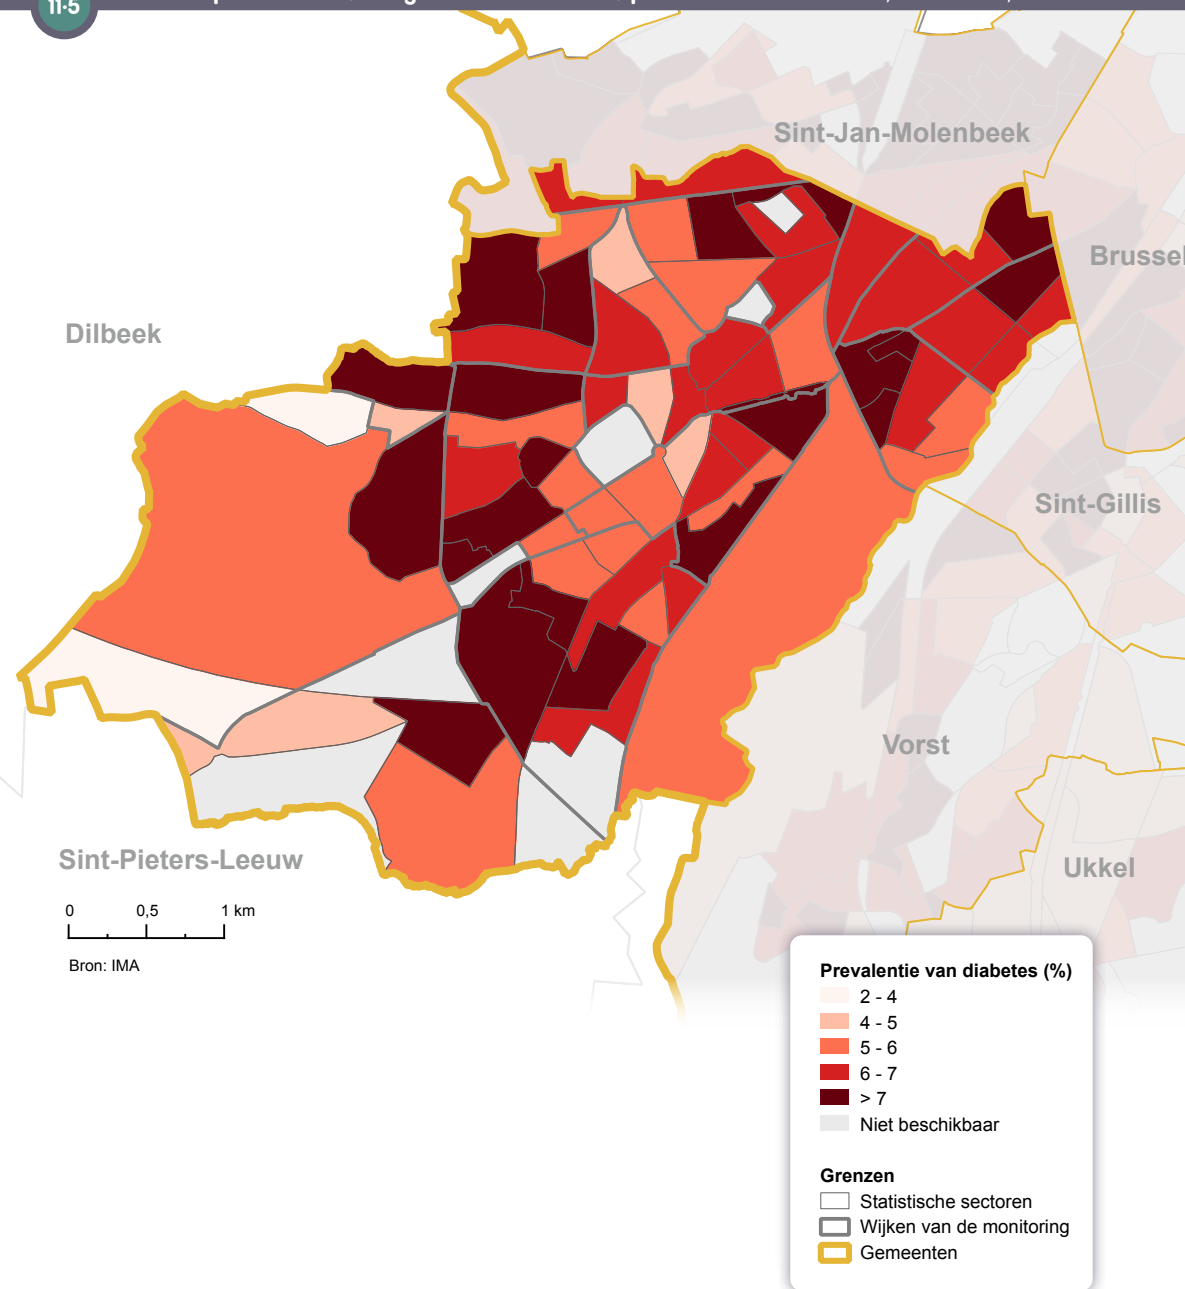 11·5
Sint-Jan-Molenbeek
Brussel
Dilbeek
Sint-Gillis
Vorst
Sint-Pieters-Leeuw
Ukkel
0 0,5 1 km
Bron: IMA
Prevalentie van diabetes (%)
2 - 4
4 - 5
5 - 6
6 - 7
> 7
Niet beschikbaar
Grenzen
Statistische sectoren
Wijken van de monitoring
Gemeenten